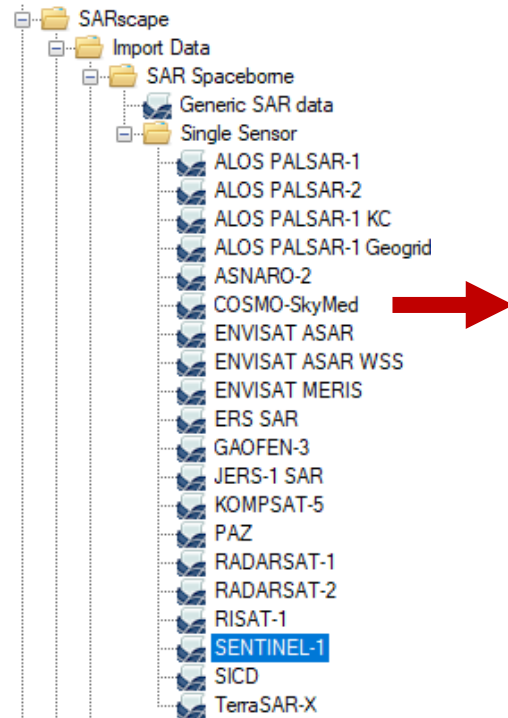 SARscape
Import Data
SAR Spaceborne
Generic SAR data
Single Sensor
ALOS PALSAR-1
ALOS PALSAR-2
ALOS PALSAR-1 KC
ALOS PALSAR-1 Geogrid
ASNARO-2
COSMO-SkyMed
ENVISAT ASAR
ENVISAT ASAR WSS
ENVISAT MERIS
ERS SAR
GAOFEN-3
JERS-1 SAR
KOMPSAT-5
PAZ
RADARSAT-1
RADARSAT-2
RISAT-1
SENTINEL-1
SICD
TerraSAR-X